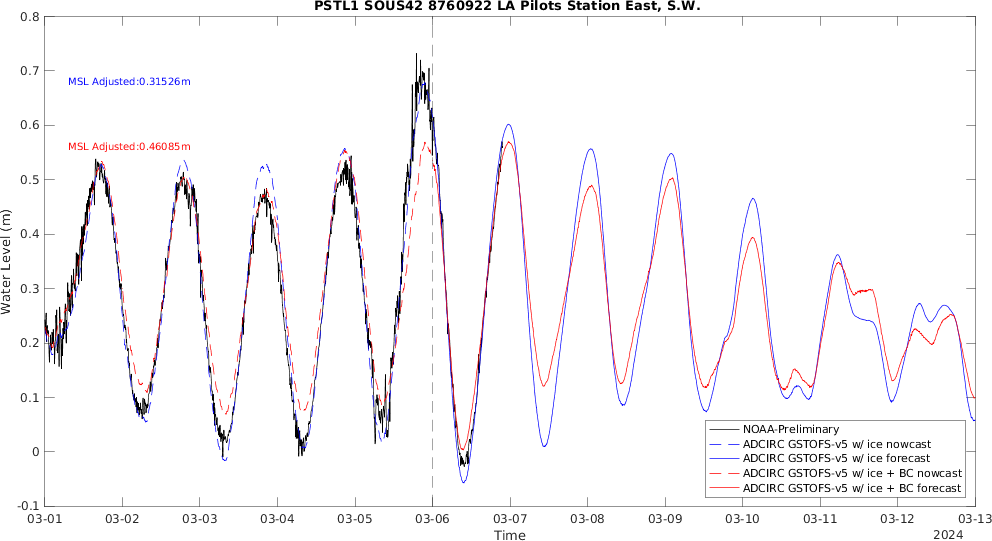 PSTL1 SOUS42 8760922 LA Pilots Station East, S.W.
0.8
0.7
0.6
0.5
0.4
0.3
0.2
0.1
0
-0.1
Water Level (m)
MSL Adjusted:0.31526m
MSL Adjusted:0.46085m
NOAA-Preliminary
ADCIRC GSTOFS-v5 w/ ice nowcast
ADCIRC GSTOFS-v5 w/ ice forecast
ADCIRC GSTOFS-v5 w/ ice + BC nowcast
ADCIRC GSTOFS-v5 w/ ice + BC forecast
03-01 03-02 03-03 03-04 03-05 03-06 03-07 03-08 03-09 03-10 03-11 03-12 03-13
Time
2024